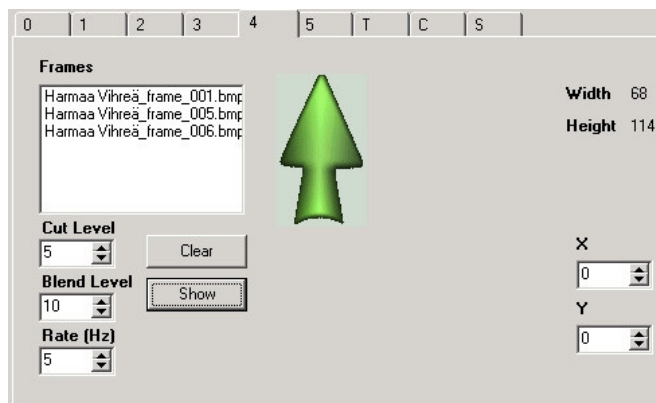 0 1 2 3 4 5 T C S
Frames
Harmaa Vihreä_frame_001.bmp
Harmaa Vihreä_frame_005.bmp
Harmaa Vihreä_frame_006.bmp
Width 68
Height 114
Cut Level
5
Clear
Blend Level
10
Show
Rate (Hz)
5
X
0
Y
0